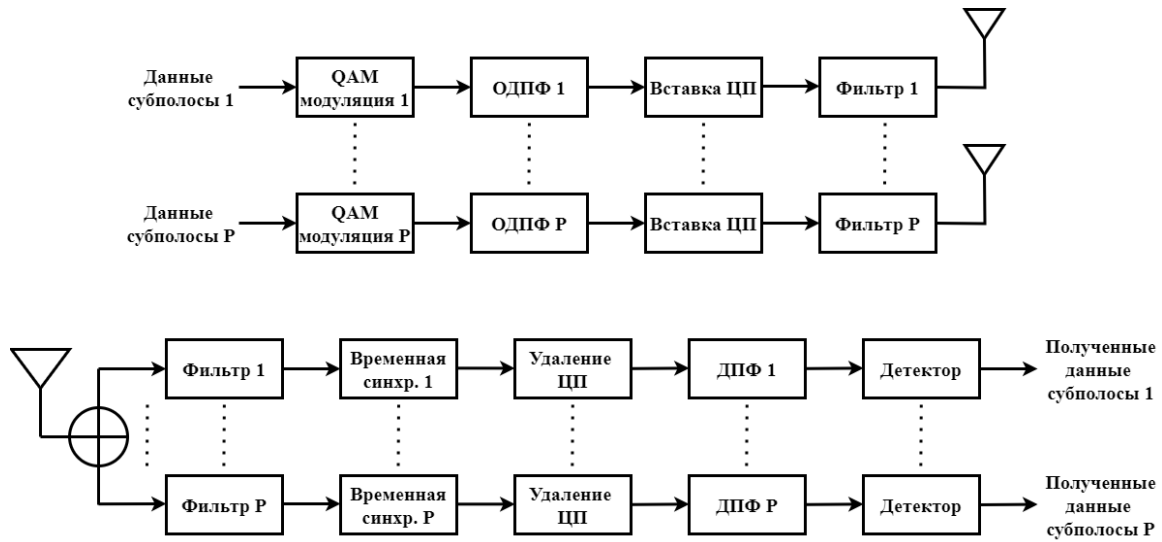 Данные
субполосы 1
QAM
модуляция 1
ОДПФ 1
Вставка ЦП
Фильтр 1
Данные
субполосы P
QAM
модуляция P
ОДПФ P
Вставка ЦП
Фильтр P
Фильтр 1
Временная
синхр. 1
Удаление
ЦП
ДПФ 1
Детектор
Полученные
данные
субполосы 1
Фильтр P
Временная
синхр. P
Удаление
ЦП
ДПФ P
Детектор
Полученные
данные
субполосы P